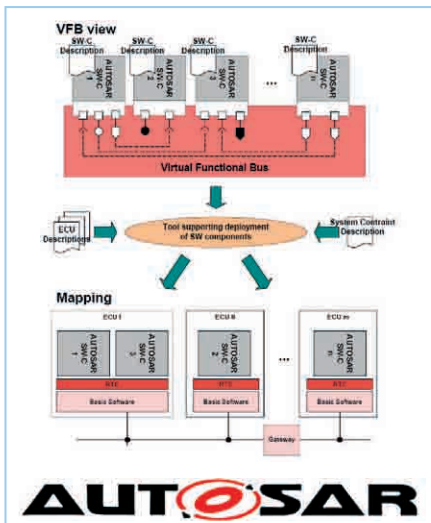 VFB view
SW-C
Description
SW-C
Description
SW-C
Description
SW-C
Description
AUTOSAR
SW-C
1
AUTOSAR
SW-C
2
AUTOSAR
SW-C
3
...
AUTOSAR
SW-C
n
Virtual Functional Bus
ECU
Descriptions
Tool supporting deployment
of SW components
System Contraint
Description
Mapping
ECU I
ECU II
ECU m
AUTOSAR
SW-C
1
AUTOSAR
SW-C
3
AUTOSAR
SW-C
2
...
AUTOSAR
SW-C
n
RTE
RTE
RTE
Basic Software
Basic Software
Basic Software
Gateway
AUTOSAR